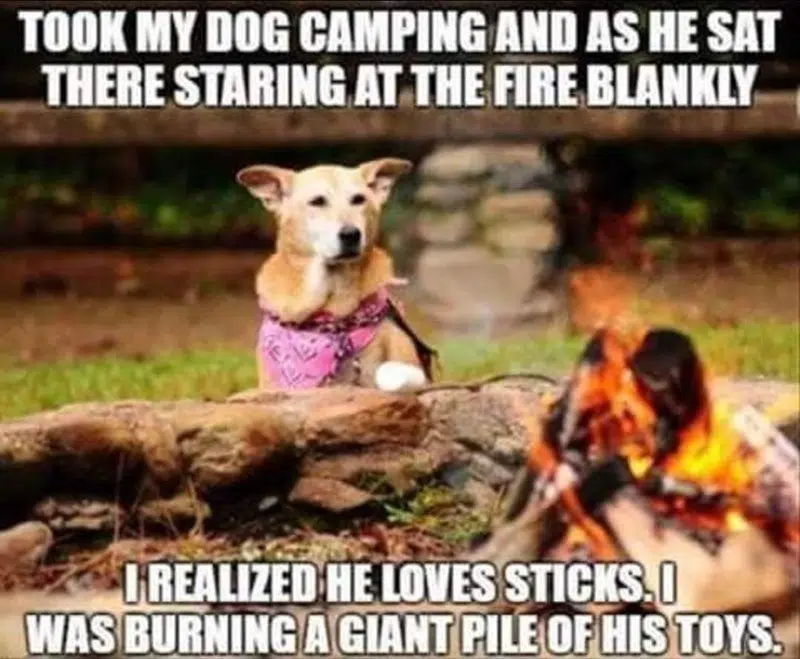 TOOK MY DOG CAMPING AND AS HE SAT
THERE STARING AT THE FIRE BLANKLY
I REALIZED HE LOVES STICKS. I
WAS BURNING A GIANT PILE OF HIS TOYS.